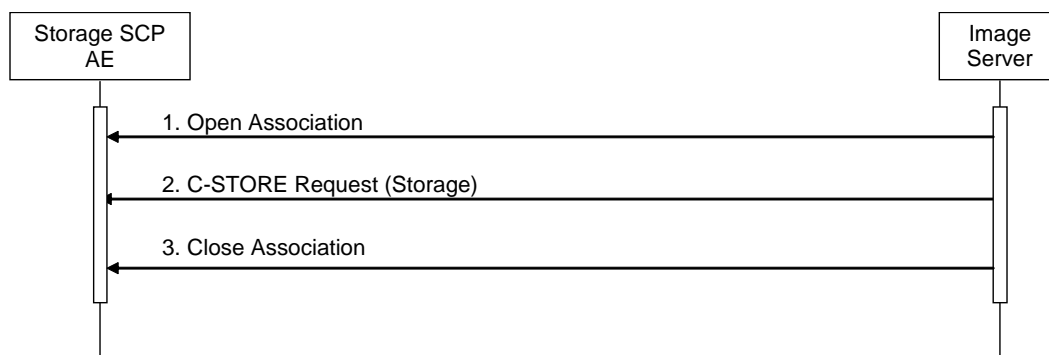 Storage SCP
AE
Image
Server
1. Open Association
2. C-STORE Request (Storage)
3. Close Association